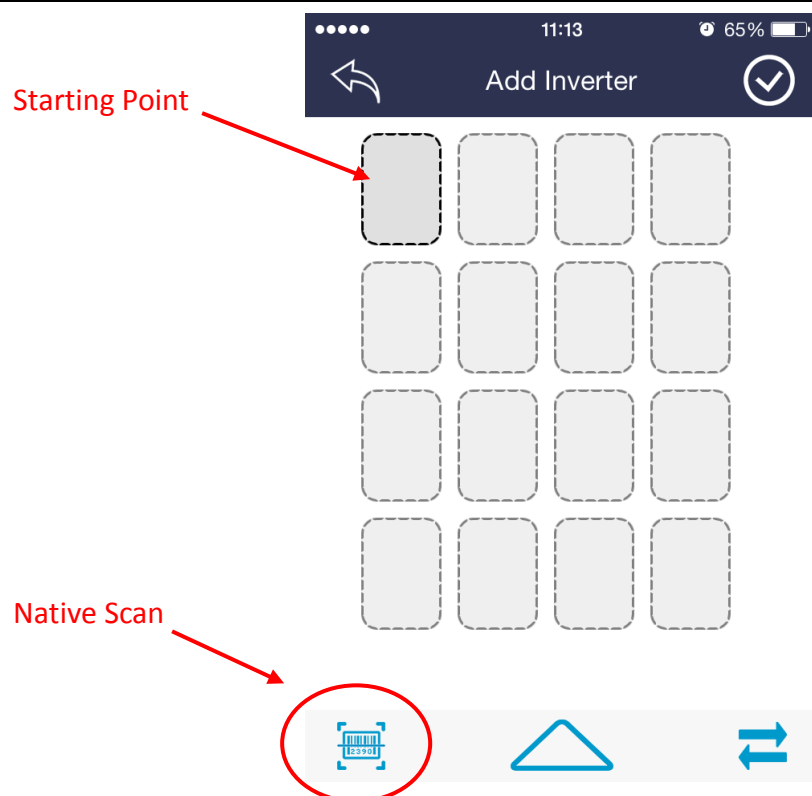 11:13
65%
Add Inverter
Starting Point
Native Scan
2390